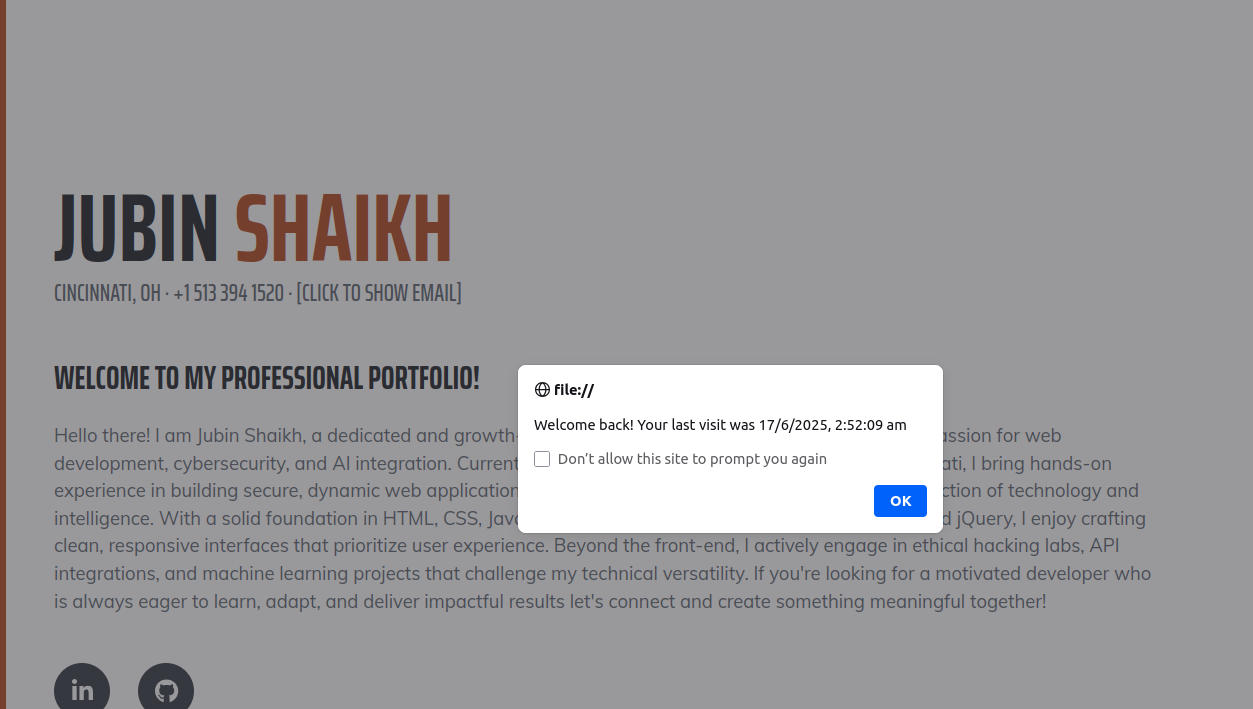 JUBIN SHAIKH
CINCINNATI, OH · +1 513 394 1520 · [CLICK TO SHOW EMAIL]
WELCOME TO MY PROFESSIONAL PORTFOLIO!
Hello there! I am Jubin Shaikh, a dedicated and growth-
assion for web
development, cybersecurity, and AI integration. Current
ati, I bring hands-on
experience in building secure, dynamic web application
ction of technology and
intelligence. With a solid foundation in HTML, CSS, Java
d jQuery, I enjoy crafting
clean, responsive interfaces that prioritize user experience. Beyond the front-end, I actively engage in ethical hacking labs, API
integrations, and machine learning projects that challenge my technical versatility. If you're looking for a motivated developer who
is always eager to learn, adapt, and deliver impactful results let's connect and create something meaningful together!
in
file://
Welcome back! Your last visit was 17/6/2025, 2:52:09 am
Don't allow this site to prompt you again
OK